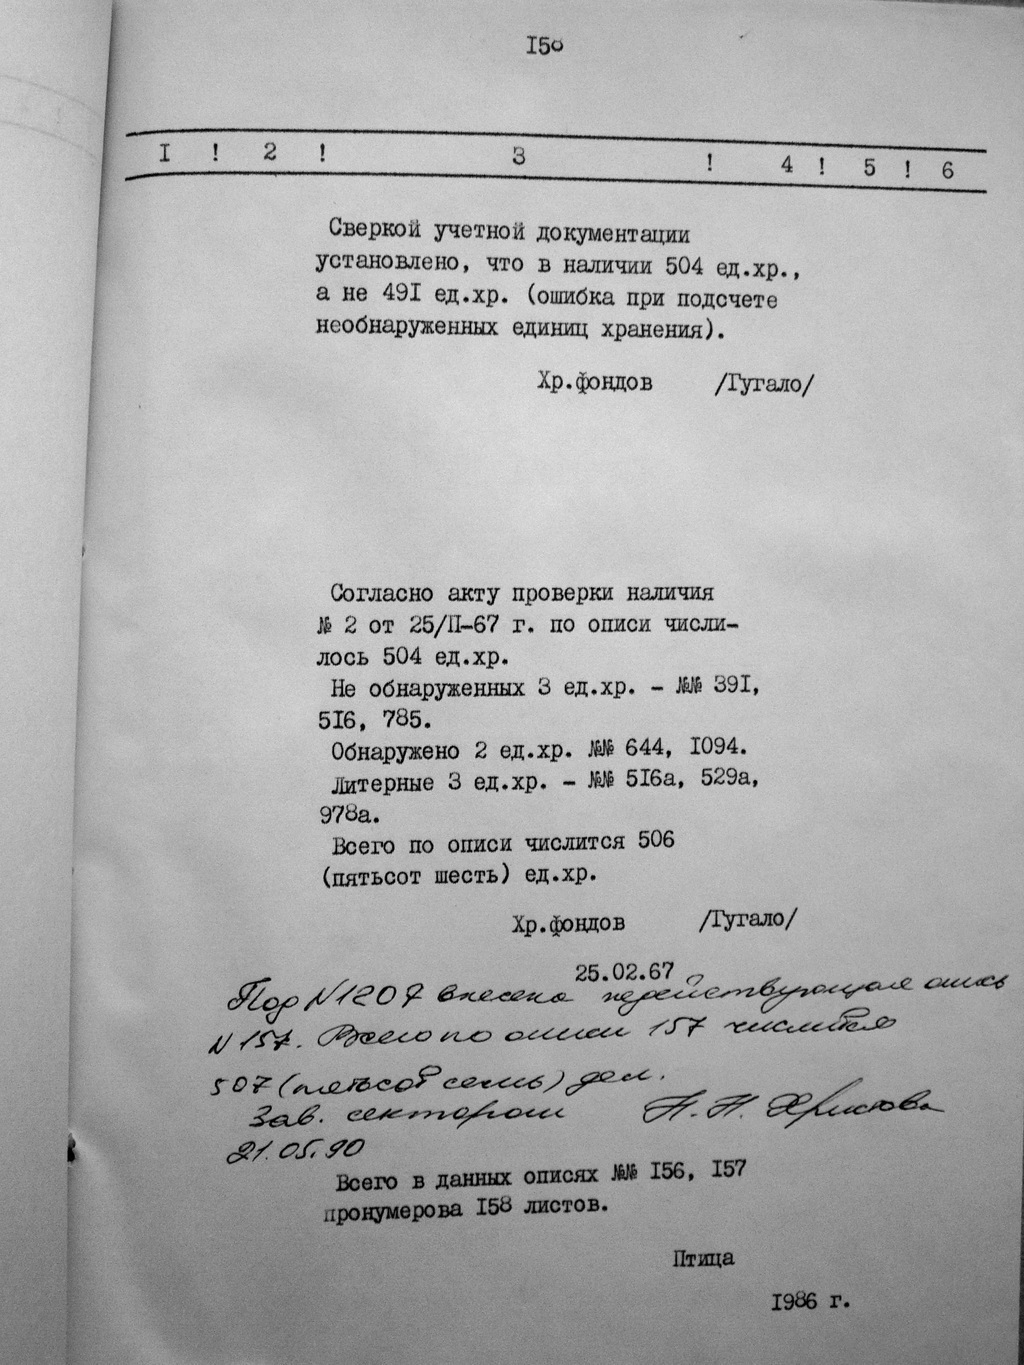 I58
I ! 2 ! 3 ! 4 ! 5 ! 6
Сверкой учетной документации
установлено, что в наличии 504 ед.хр.,
а не 49I ед.хр. (ошибка при подсчете
необнаруженных единиц хранения).
Хр.фондов /Гугало/
Согласно акту проверки наличия
№ 2 от 25/II-67 г. по описи числи-
лось 504 ед.хр.
Не обнаруженных 3 ед.хр. - №№ 39I,
5I6, 785.
Обнаружено 2 ед.хр. №№ 644, I094.
Литерные 3 ед.хр. - №№ 5I6а, 529а,
978а.
Всего по описи числится 506
(пятьсот шесть) ед.хр.
Хр.фондов /Гугало/
25.02.67
Под N 1207 внесена недействующая опись
N 157. Всего по описи 157 числится
507 (пятьсот семь) дел.
Зав. сектором Н. Н. Христова
21.05.90
Всего в данных описях №№ I56, I57
пронумерова I58 листов.
Птица
I986 г.